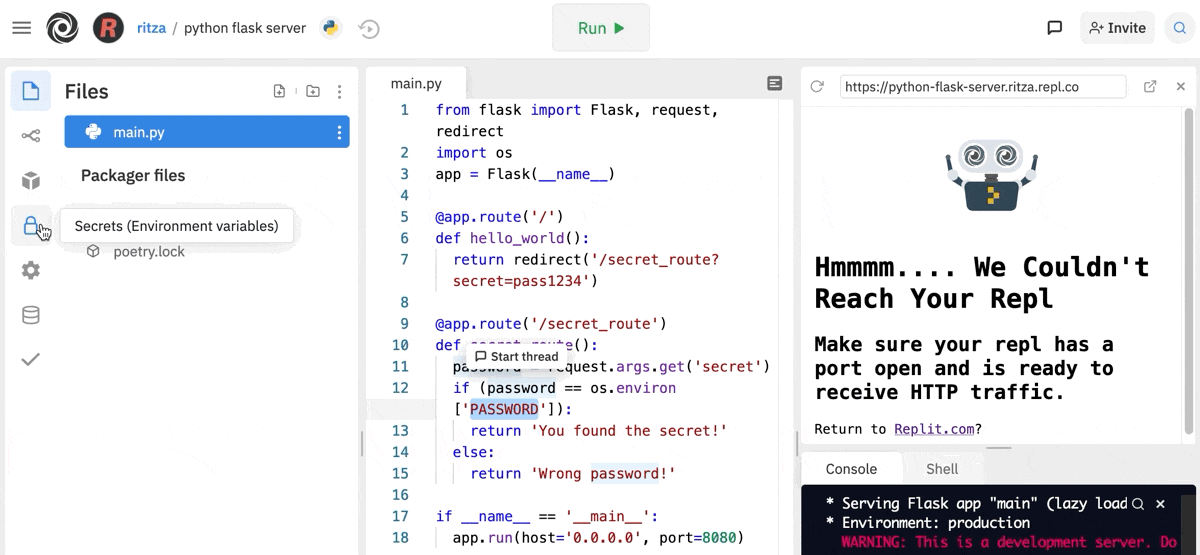 ritza / python flask server
Run
Invite
Files
main.py
Packager files
Secrets (Environment variables)
poetry.lock
main.py
1 from flask import Flask, request,
redirect
2 import os
3 app = Flask(__name__)
4
5 @app.route('/')
6 def hello_world():
7 return redirect('/secret_route?
secret=pass1234')
8
9 @app.route('/secret_route')
10 def secret_route():
Start thread
11 password = request.args.get('secret')
12 if (password == os.environ
['PASSWORD']):
13 return 'You found the secret!'
14 else:
15 return 'Wrong password!'
16
17 if __name__ == '__main__':
18 app.run(host='0.0.0.0', port=8080)
https://python-flask-server.ritza.repl.co
Hmmmm.... We Couldn't
Reach Your Repl
Make sure your repl has a
port open and is ready to
receive HTTP traffic.
Return to Replit.com?
Console Shell
* Serving Flask app "main" (lazy load
* Environment: production
WARNING: This is a development server. Do